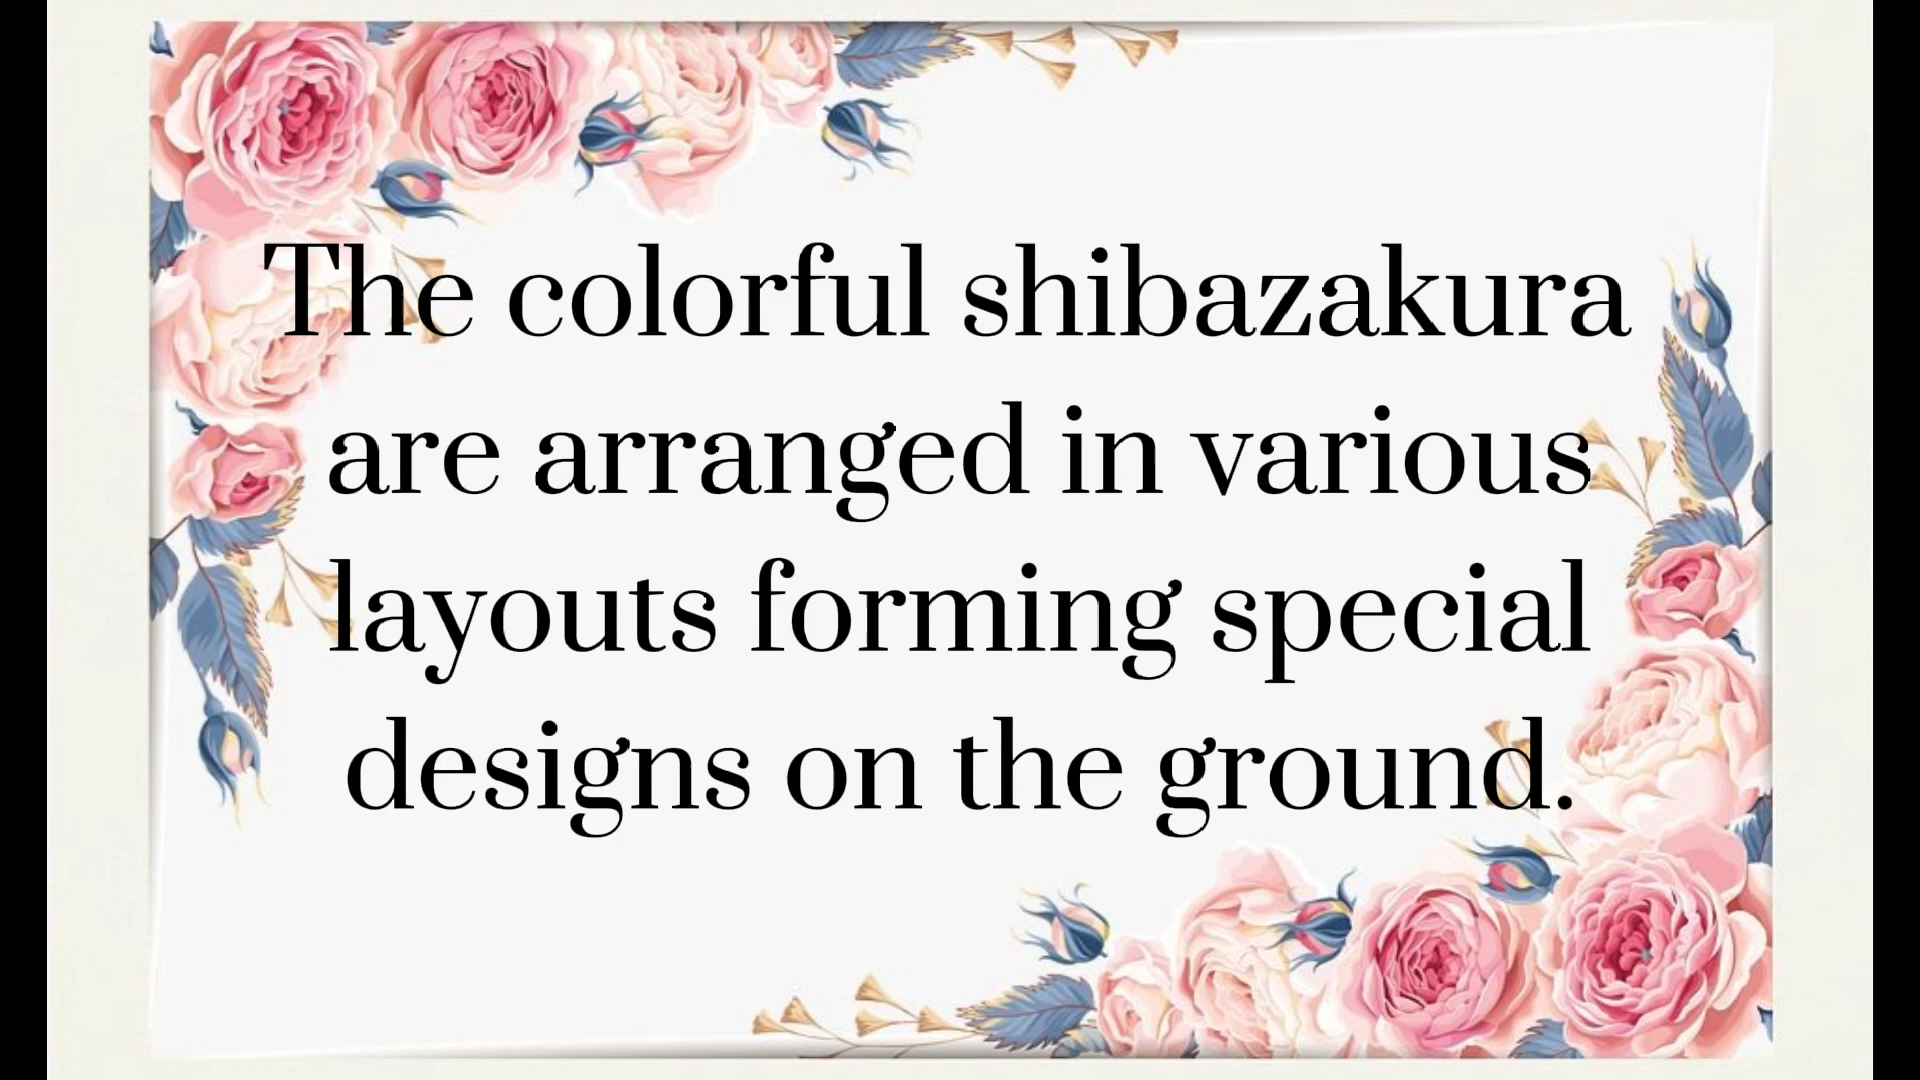 The colorful shibazakura
are arranged in various
layouts forming special
designs on the ground.